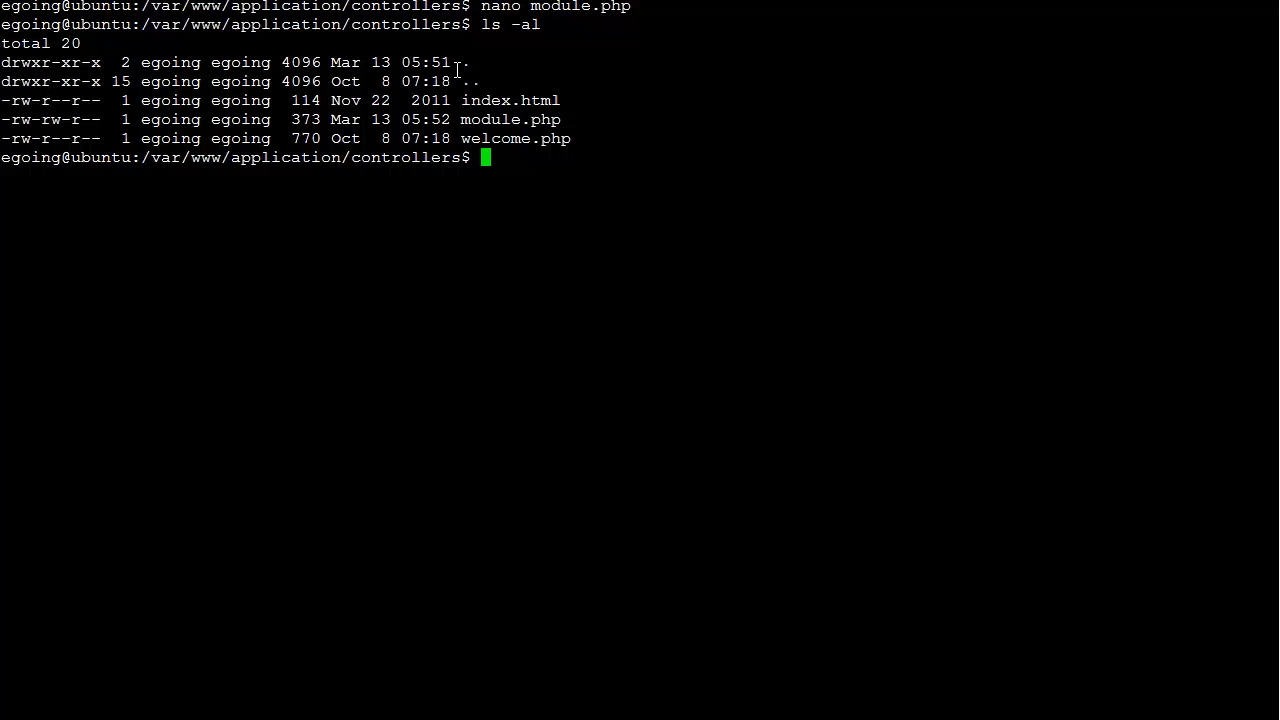 egoing@ubuntu:/var/www/application/controllers$ nano module.php
egoing@ubuntu:/var/www/application/controllers$ ls -al
total 20
drwxr-xr-x  2 egoing egoing 4096 Mar 13 05:51 .
drwxr-xr-x 15 egoing egoing 4096 Oct  8 07:18 ..
-rw-r--r--  1 egoing egoing  114 Nov 22  2011 index.html
-rw-rw-r--  1 egoing egoing  373 Mar 13 05:52 module.php
-rw-r--r--  1 egoing egoing  770 Oct  8 07:18 welcome.php
egoing@ubuntu:/var/www/application/controllers$